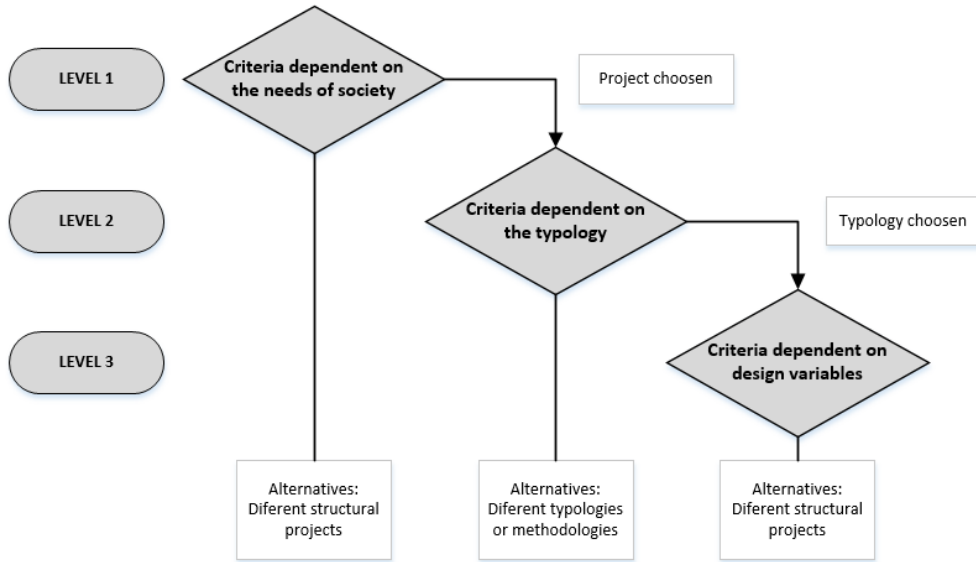 LEVEL 1
Criteria dependent on
the needs of society
Project choosen
LEVEL 2
Criteria dependent on
the typology
Typology choosen
LEVEL 3
Criteria dependent on
design variables
Alternatives:
Diferent structural
projects
Alternatives:
Diferent typologies
or methodologies
Alternatives:
Diferent structural
projects